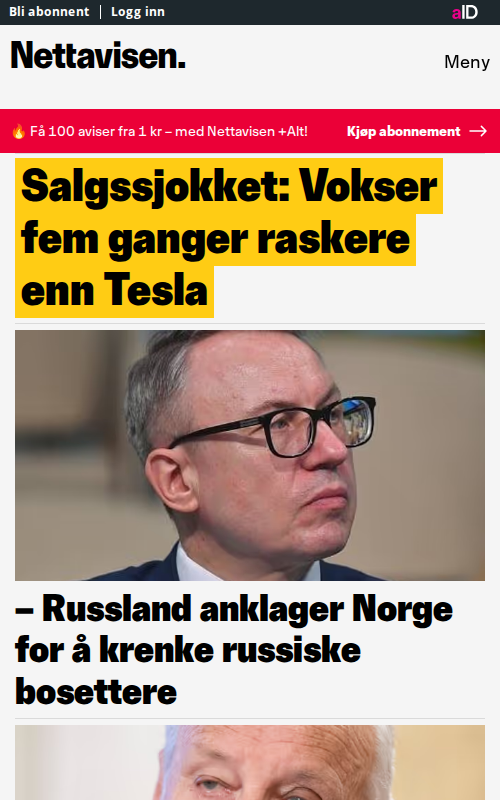 Bli abonnent | Logg inn
aID
Nettavisen.
Meny
🔥 Få 100 aviser fra 1 kr – med Nettavisen +Alt!
Kjøp abonnement →
Salgssjokket: Vokser
fem ganger raskere
enn Tesla
– Russland anklager Norge
for å krenke russiske
bosettere